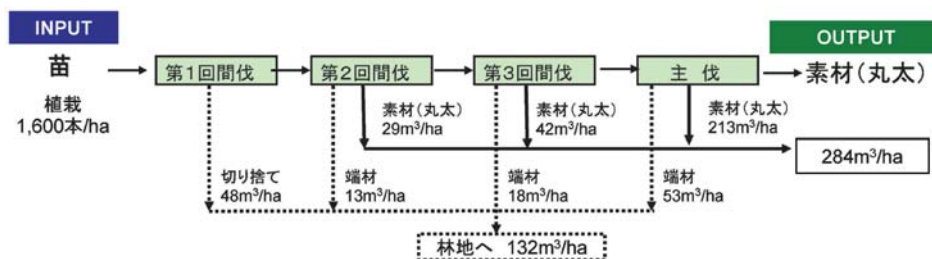 INPUT
OUTPUT
苗
第1回間伐
第2回間伐
第3回間伐
主 伐
素材（丸太）
植栽
1,600本/ha
素材（丸太）
29m³/ha
素材（丸太）
42m³/ha
素材（丸太）
213m³/ha
284m³/ha
切り捨て
48m³/ha
端材
13m³/ha
端材
18m³/ha
端材
53m³/ha
林地へ 132m³/ha